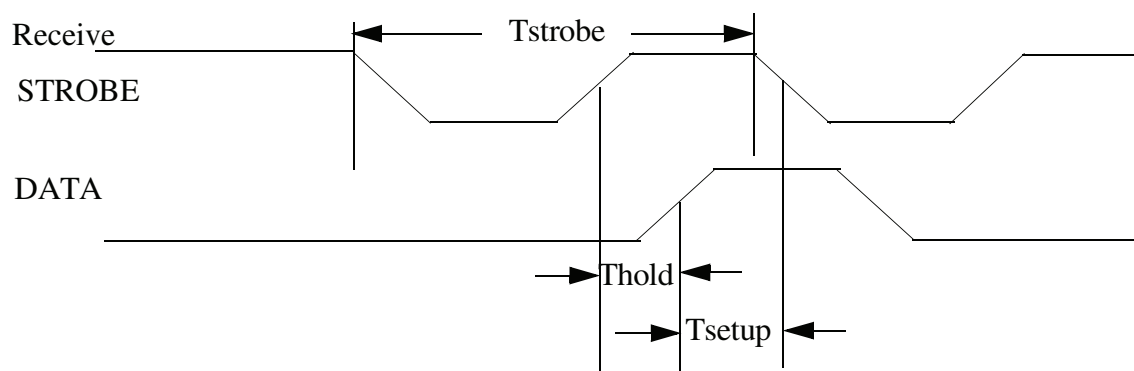 Receive
Tstrobe
STROBE
DATA
Thold
Tsetup